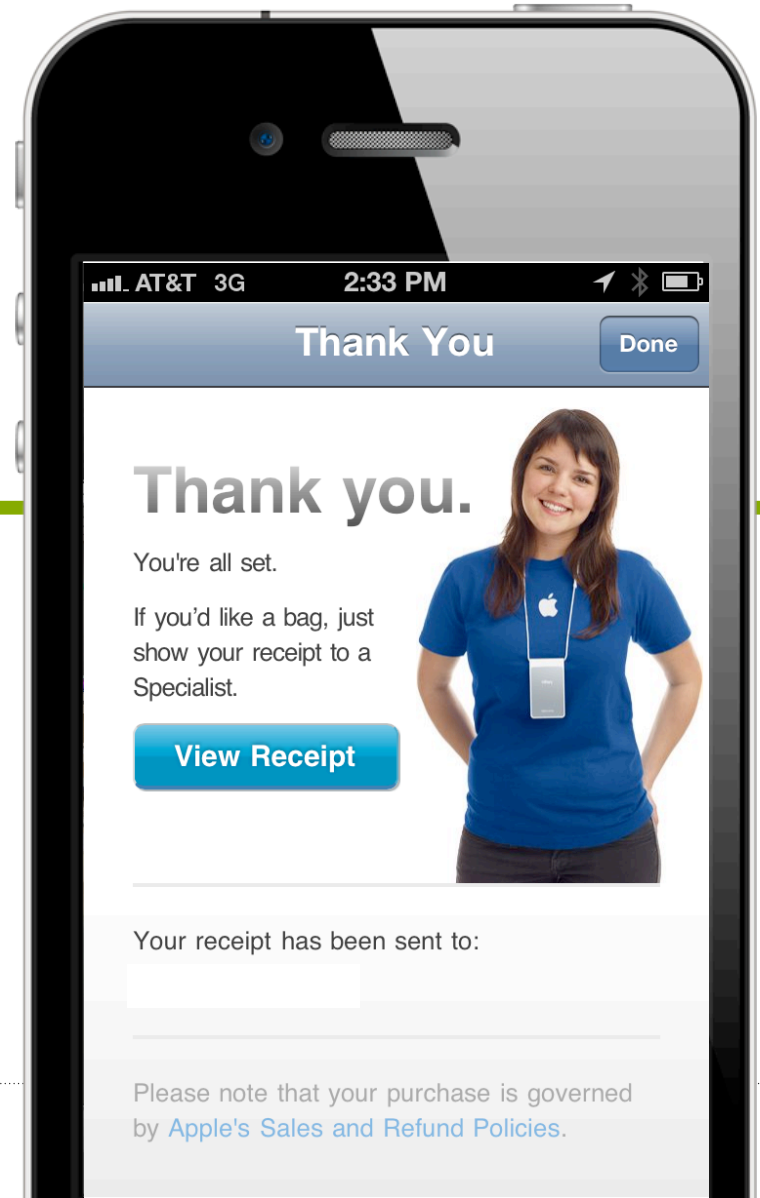 AT&T 3G 2:33 PM
Thank You Done
Thank you.
You're all set.
If you’d like a bag, just
show your receipt to a
Specialist.
View Receipt
Your receipt has been sent to:
Please note that your purchase is governed
by Apple's Sales and Refund Policies.